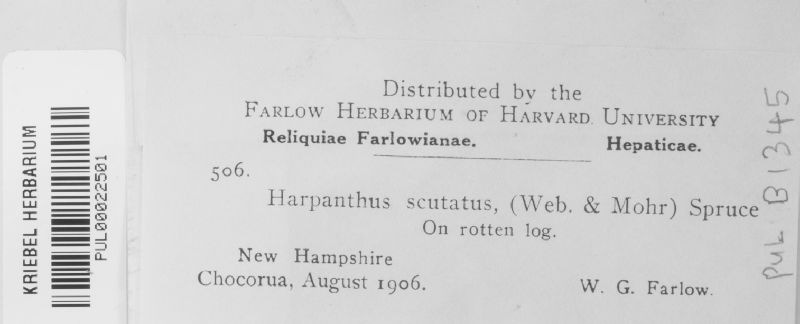 KRIEBEL HERBARIUM
PUL00022501
Distributed by the
FARLOW HERBARIUM OF HARVARD UNIVERSITY
Reliquiae Farlowianae. Hepaticae.
506.
Harpanthus scutatus, (Web. & Mohr) Spruce
On rotten log.
New Hampshire
Chocorua, August 1906. W. G. Farlow.
PUL B1345